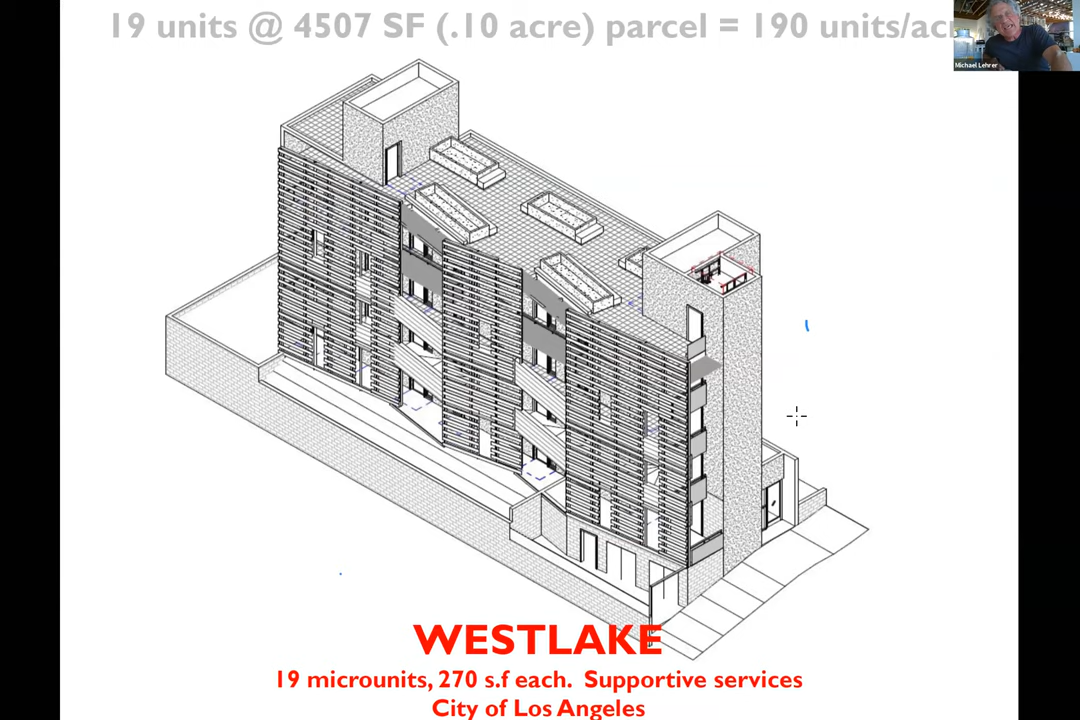 19 units @ 4507 SF (.10 acre) parcel = 190 units/ac
Michael Lehrer
WESTLAKE
19 microunits, 270 s.f each. Supportive services
City of Los Angeles